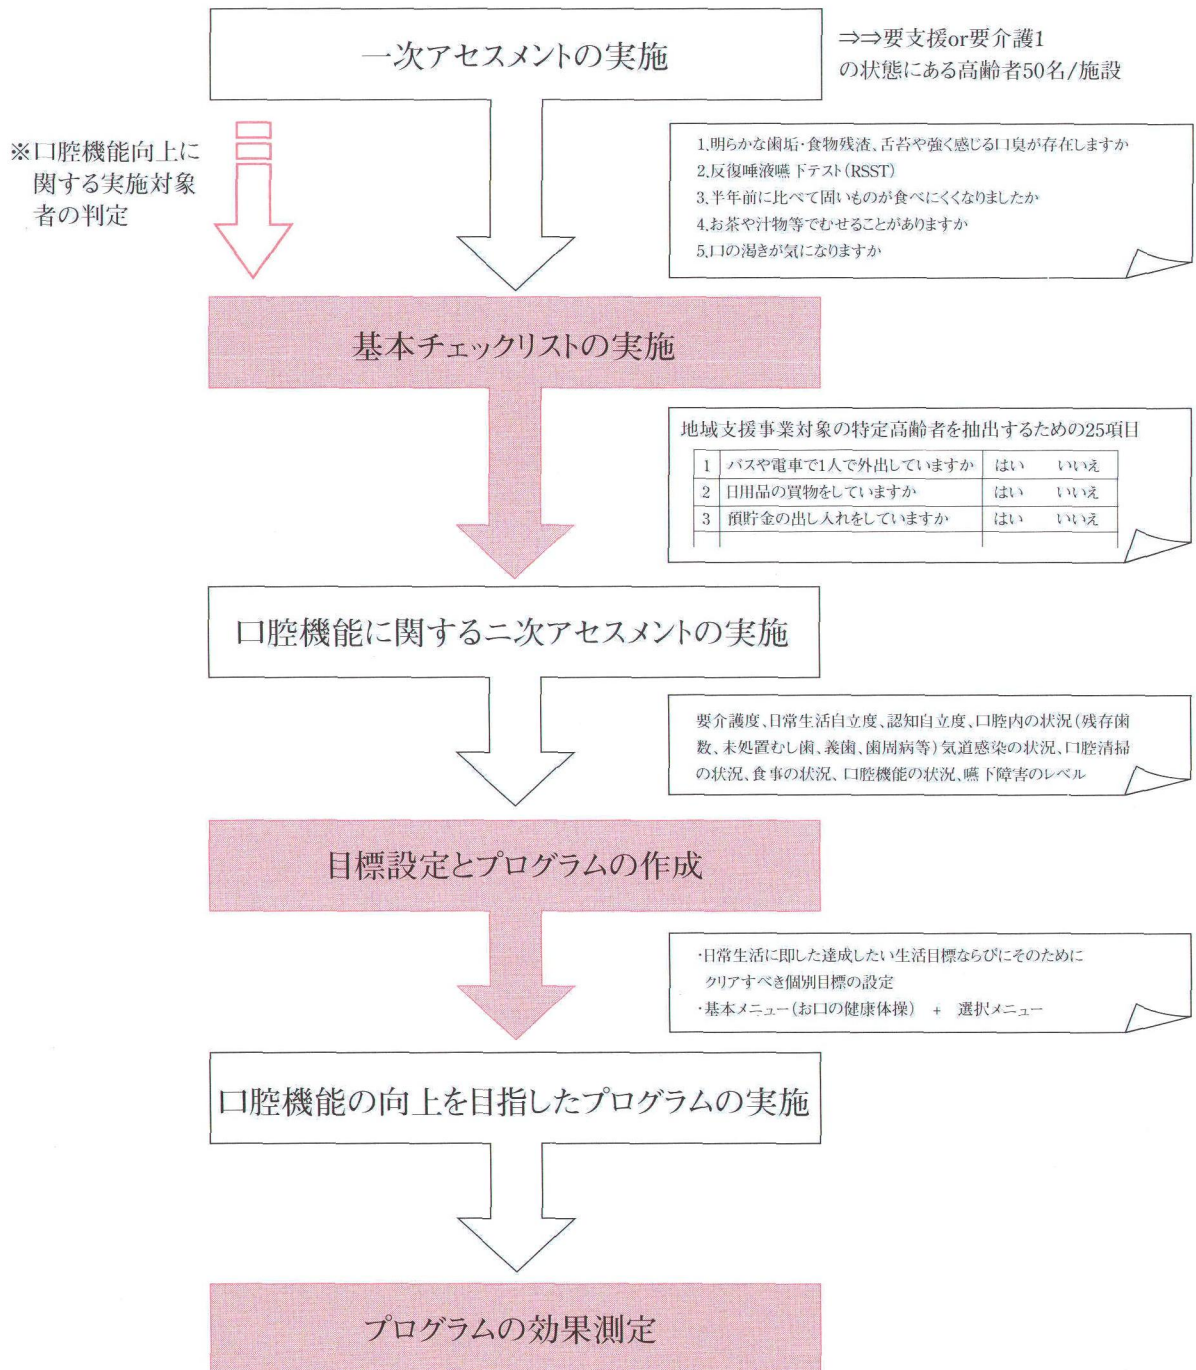 一次アセスメントの実施
⇒⇒要支援or要介護1
の状態にある高齢者50名/施設
※口腔機能向上に
関する実施対象
者の判定
1.明らかな歯垢・食物残渣、舌苔や強く感じる口臭が存在しますか
2.反復唾液嚥下テスト(RSST)
3.半年前に比べて固いものが食べにくくなりましたか
4.お茶や汁物等でむせることがありますか
5.口の渇きが気になりますか
基本チェックリストの実施
地域支援事業対象の特定高齢者を抽出するための25項目
1 バスや電車で1人で外出していますか はい いいえ
2 日用品の買物をしていますか はい いいえ
3 預貯金の出し入れをしていますか はい いいえ
口腔機能に関する二次アセスメントの実施
要介護度、日常生活自立度、認知自立度、口腔内の状況(残存歯
数、未処置むし歯、義歯、歯周病等)気道感染の状況、口腔清掃
の状況、食事の状況、口腔機能の状況、嚥下障害のレベル
目標設定とプログラムの作成
・日常生活に即した達成したい生活目標ならびにそのために
クリアすべき個別目標の設定
・基本メニュー(お口の健康体操) + 選択メニュー
口腔機能の向上を目指したプログラムの実施
プログラムの効果測定